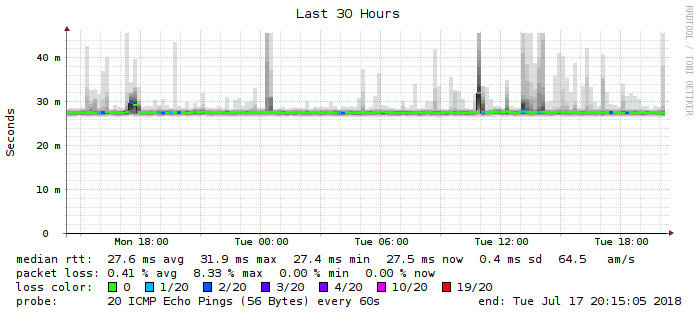 Last 30 Hours
RRDTOOL / TOBI OETIKER
Seconds
40 m
30 m
20 m
10 m
0
Mon 18:00 Tue 00:00 Tue 06:00 Tue 12:00 Tue 18:00
median rtt: 27.6 ms avg 31.9 ms max 27.4 ms min 27.5 ms now 0.4 ms sd 64.5 am/s
packet loss: 0.41 % avg 8.33 % max 0.00 % min 0.00 % now
loss color: 0 1/20 2/20 3/20 4/20 10/20 19/20
probe: 20 ICMP Echo Pings (56 Bytes) every 60s end: Tue Jul 17 20:15:05 2018